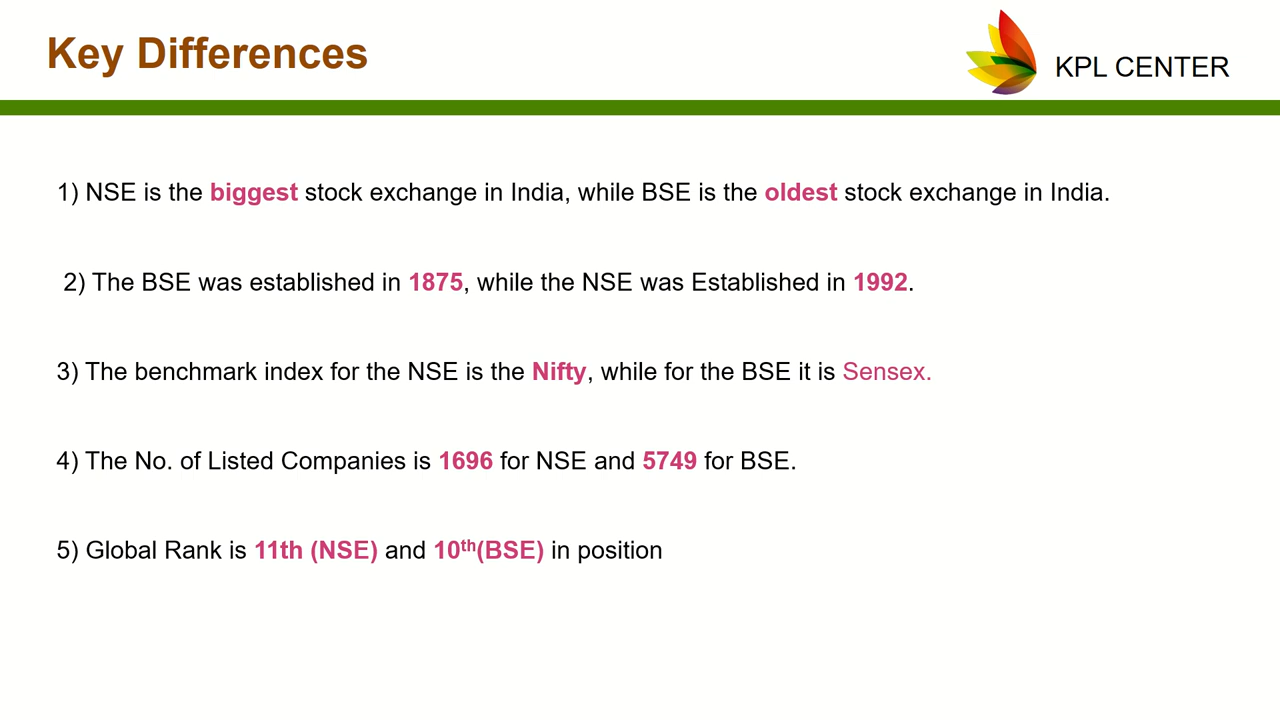 Key Differences
KPL CENTER
1) NSE is the biggest stock exchange in India, while BSE is the oldest stock exchange in India.
2) The BSE was established in 1875, while the NSE was Established in 1992.
3) The benchmark index for the NSE is the Nifty, while for the BSE it is Sensex.
4) The No. of Listed Companies is 1696 for NSE and 5749 for BSE.
5) Global Rank is 11th (NSE) and 10th(BSE) in position